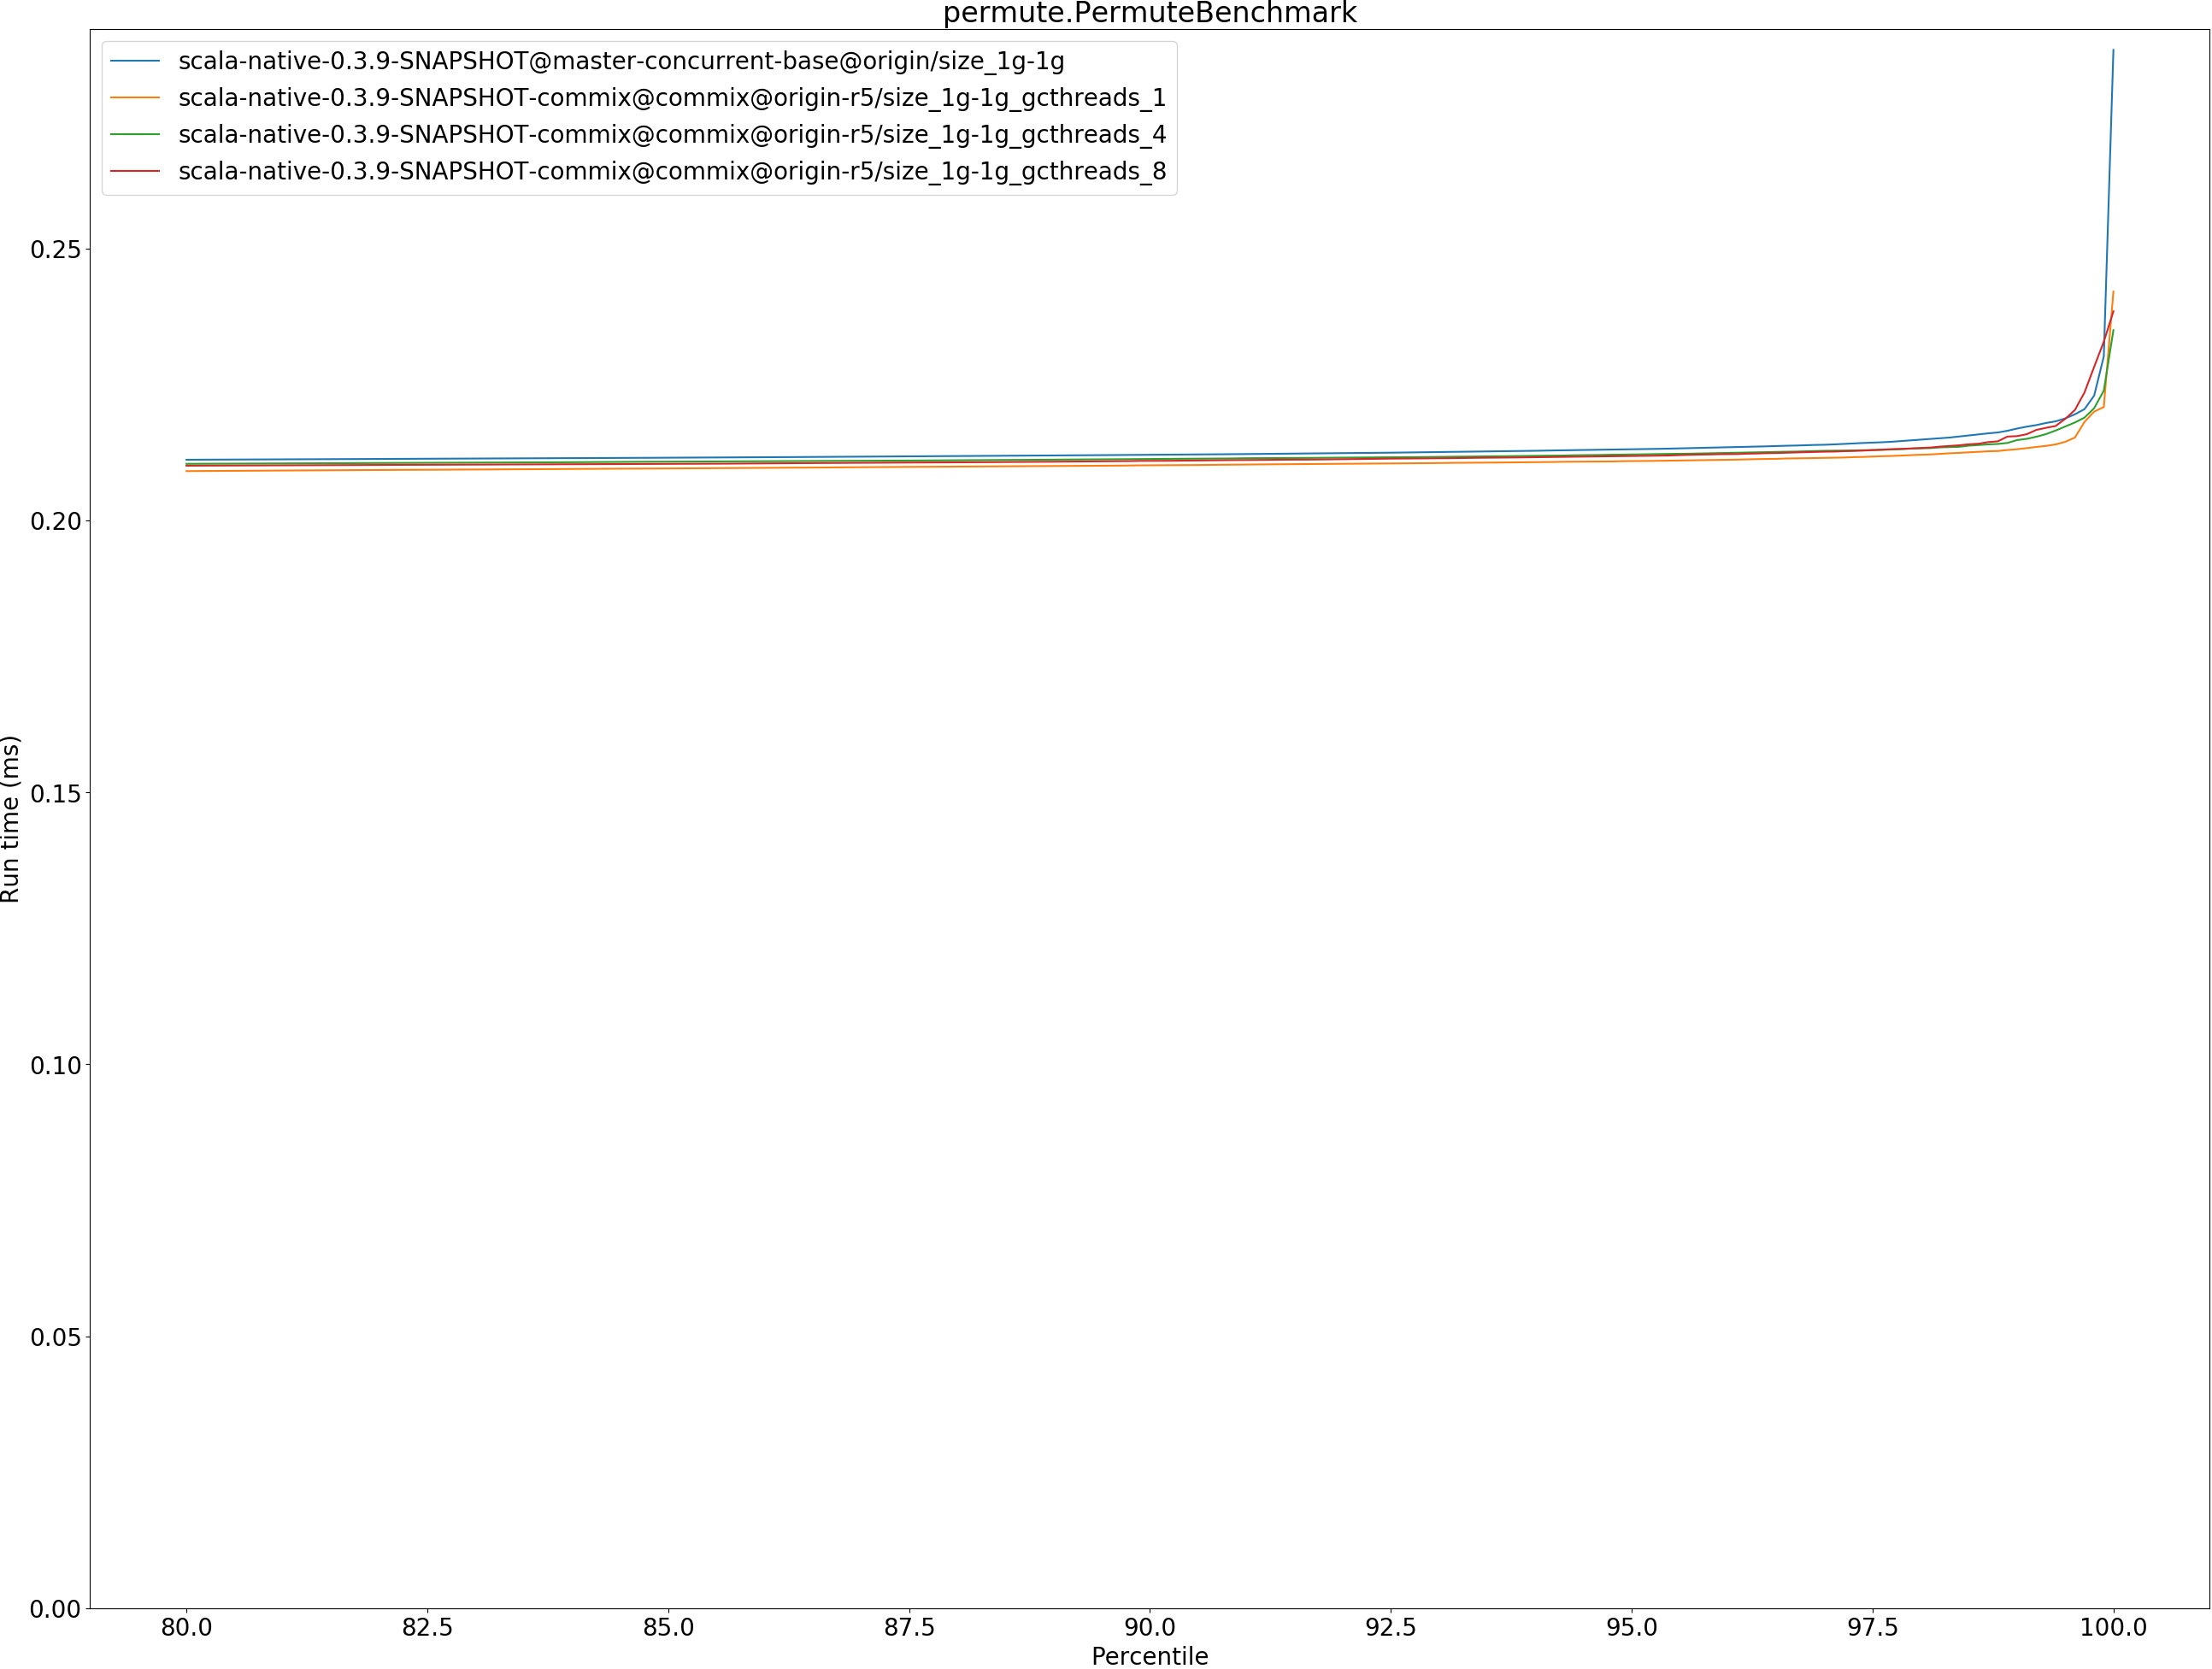 permute.PermuteBenchmark
scala-native-0.3.9-SNAPSHOT@master-concurrent-base@origin/size_1g-1g
scala-native-0.3.9-SNAPSHOT-commix@commix@origin-r5/size_1g-1g_gcthreads_1
scala-native-0.3.9-SNAPSHOT-commix@commix@origin-r5/size_1g-1g_gcthreads_4
scala-native-0.3.9-SNAPSHOT-commix@commix@origin-r5/size_1g-1g_gcthreads_8
0.25
0.20
0.15
0.10
0.05
0.00
Run time (ms)
80.0 82.5 85.0 87.5 90.0 92.5 95.0 97.5 100.0
Percentile